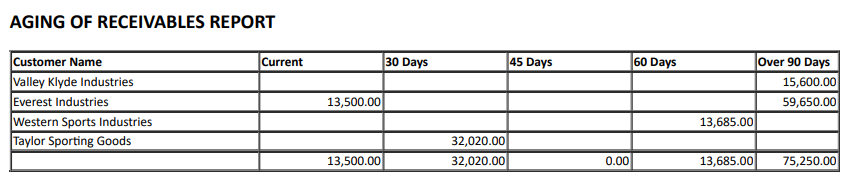 AGING OF RECEIVABLES REPORT
Customer Name Current 30 Days 45 Days 60 Days Over 90 Days
Valley Klyde Industries 15,600.00
Everest Industries 13,500.00 59,650.00
Western Sports Industries 13,685.00
Taylor Sporting Goods 32,020.00
13,500.00 32,020.00 0.00 13,685.00 75,250.00